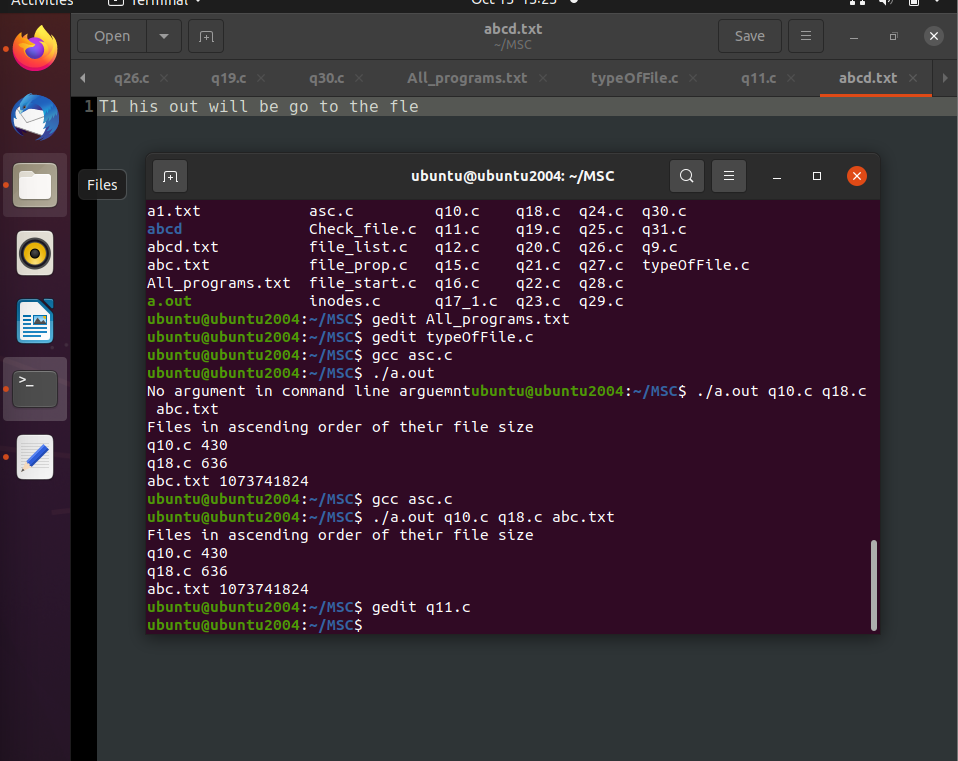 Activities Terminal Oct 15 15:25
Open abcd.txt Save
~/MSC
q26.c q19.c q30.c All_programs.txt typeOfFile.c q11.c abcd.txt
1 T1 his out will be go to the fle
Files
ubuntu@ubuntu2004: ~/MSC
a1.txt asc.c q10.c q18.c q24.c q30.c
abcd Check_file.c q11.c q19.c q25.c q31.c
abcd.txt file_list.c q12.c q20.C q26.c q9.c
abc.txt file_prop.c q15.c q21.c q27.c typeOfFile.c
All_programs.txt file_start.c q16.c q22.c q28.c
a.out inodes.c q17_1.c q23.c q29.c
ubuntu@ubuntu2004:~/MSC$ gedit All_programs.txt
ubuntu@ubuntu2004:~/MSC$ gedit typeOfFile.c
ubuntu@ubuntu2004:~/MSC$ gcc asc.c
ubuntu@ubuntu2004:~/MSC$ ./a.out
No argument in command line arguemntubuntu@ubuntu2004:~/MSC$ ./a.out q10.c q18.c
abc.txt
Files in ascending order of their file size
q10.c 430
q18.c 636
abc.txt 1073741824
ubuntu@ubuntu2004:~/MSC$ gcc asc.c
ubuntu@ubuntu2004:~/MSC$ ./a.out q10.c q18.c abc.txt
Files in ascending order of their file size
q10.c 430
q18.c 636
abc.txt 1073741824
ubuntu@ubuntu2004:~/MSC$ gedit q11.c
ubuntu@ubuntu2004:~/MSC$